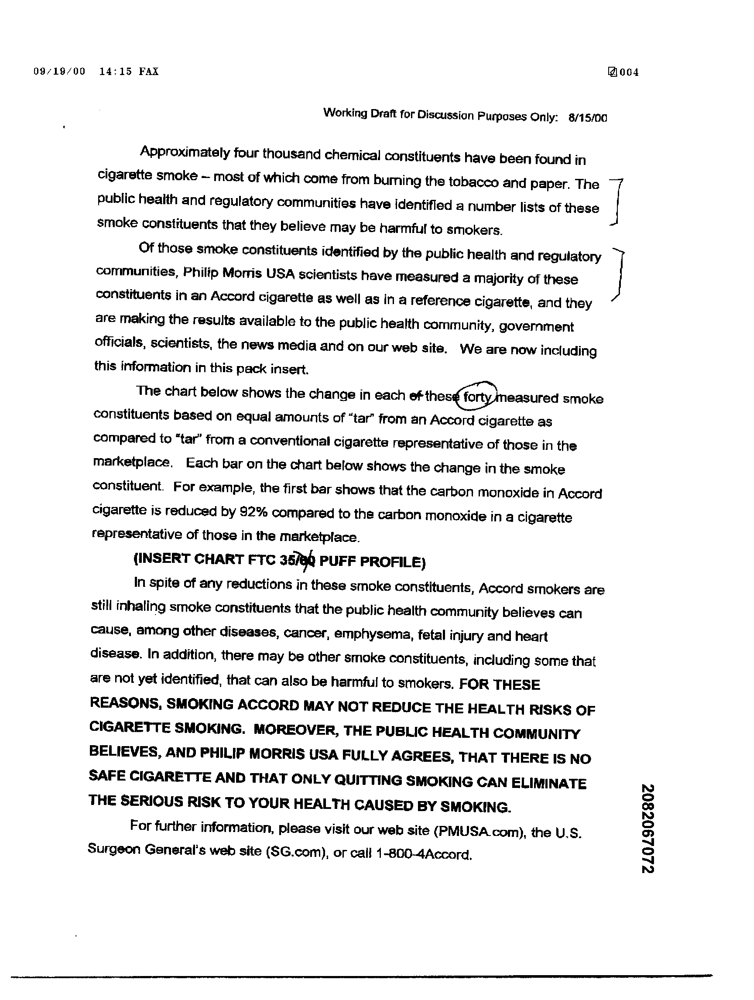 09/19/00 14:15 FAX
004
Working Draft for Discussion Purposes Only: 8/15/00
Approximately four thousand chemical constituents have been found in
cigarette smoke – most of which come from burning the tobacco and paper. The
public health and regulatory communities have identified a number lists of these
smoke constituents that they believe may be harmful to smokers.
Of those smoke constituents identified by the public health and regulatory
communities, Philip Morris USA scientists have measured a majority of these
constituents in an Accord cigarette as well as in a reference cigarette, and they
are making the results available to the public health community, government
officials, scientists, the news media and on our web site. We are now including
this information in this pack insert.
The chart below shows the change in each of these forty measured smoke
constituents based on equal amounts of "tar" from an Accord cigarette as
compared to "tar" from a conventional cigarette representative of those in the
marketplace. Each bar on the chart below shows the change in the smoke
constituent. For example, the first bar shows that the carbon monoxide in Accord
cigarette is reduced by 92% compared to the carbon monoxide in a cigarette
representative of those in the marketplace.
(INSERT CHART FTC 35/ PUFF PROFILE)
In spite of any reductions in these smoke constituents, Accord smokers are
still inhaling smoke constituents that the public health community believes can
cause, among other diseases, cancer, emphysema, fetal injury and heart
disease. In addition, there may be other smoke constituents, including some that
are not yet identified, that can also be harmful to smokers. FOR THESE
REASONS, SMOKING ACCORD MAY NOT REDUCE THE HEALTH RISKS OF
CIGARETTE SMOKING. MOREOVER, THE PUBLIC HEALTH COMMUNITY
BELIEVES, AND PHILIP MORRIS USA FULLY AGREES, THAT THERE IS NO
SAFE CIGARETTE AND THAT ONLY QUITTING SMOKING CAN ELIMINATE
THE SERIOUS RISK TO YOUR HEALTH CAUSED BY SMOKING.
For further information, please visit our web site (PMUSA.com), the U.S.
Surgeon General's web site (SG.com), or call 1-800-4Accord.
2082067072